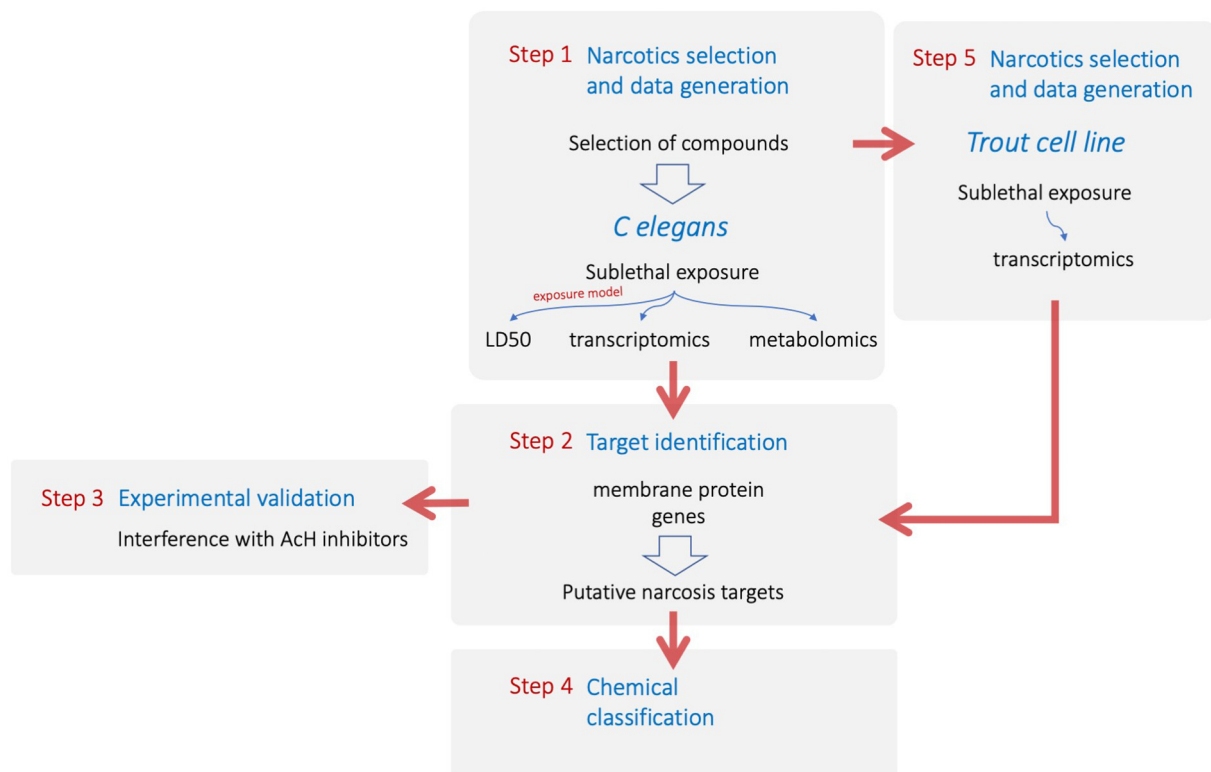 Step 1 Narcotics selection
and data generation
Selection of compounds
C elegans
Sublethal exposure
exposure model
LD50 transcriptomics metabolomics
Step 5 Narcotics selection
and data generation
Trout cell line
Sublethal exposure
transcriptomics
Step 2 Target identification
membrane protein
genes
Putative narcosis targets
Step 3 Experimental validation
Interference with AcH inhibitors
Step 4 Chemical
classification